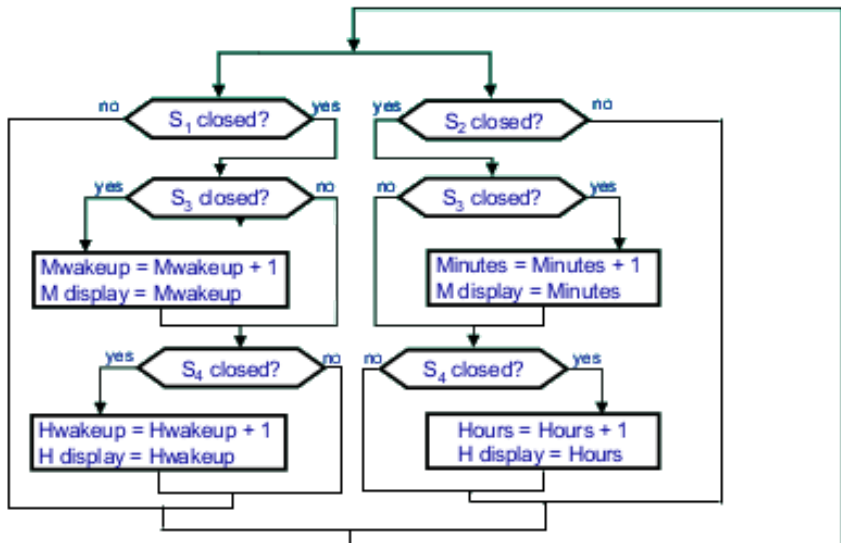 no
S1 closed?
yes
yes
S2 closed?
no
yes
S3 closed?
no
no
S3 closed?
yes
Mwakeup = Mwakeup + 1
M display = Mwakeup
Minutes = Minutes + 1
M display = Minutes
yes
S4 closed?
no
no
S4 closed?
yes
Hwakeup = Hwakeup + 1
H display = Hwakeup
Hours = Hours + 1
H display = Hours